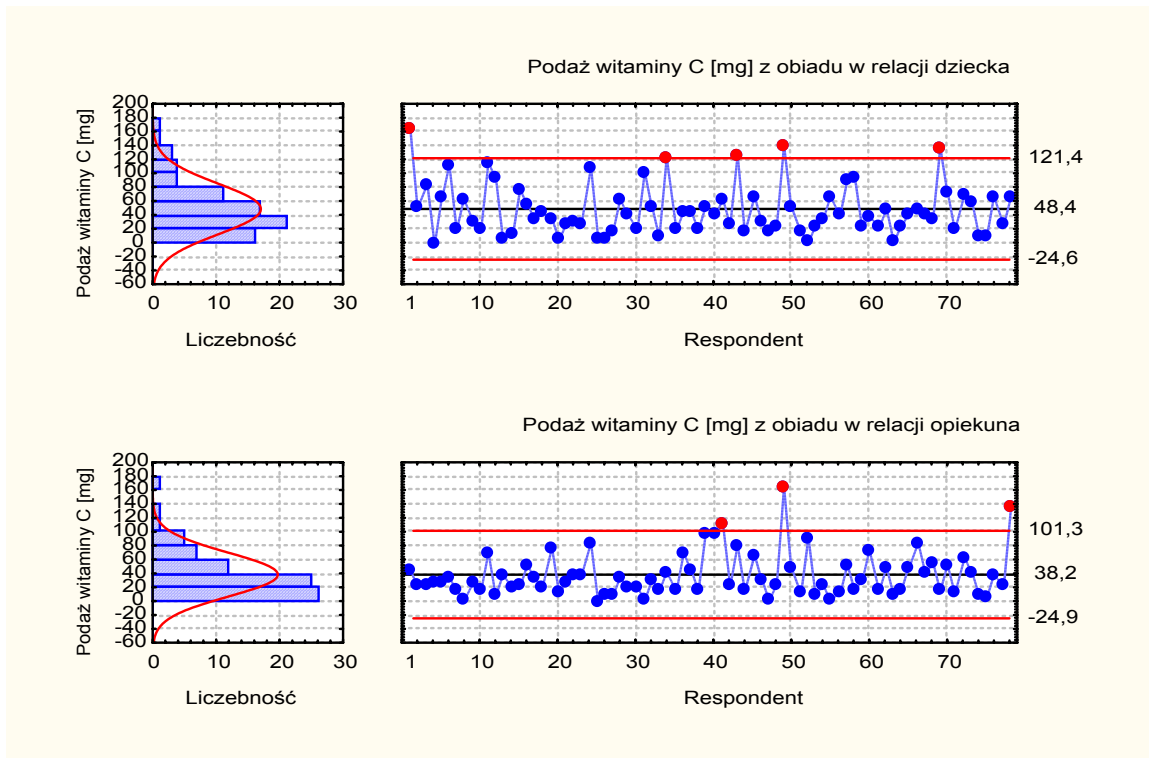 Podaż witaminy C [mg] z obiadu w relacji dziecka
Podaż witaminy C [mg]
200
180
160
140
120
100
80
60
40
20
0
-20
-40
-60
0 10 20 30
Liczebność
1 10 20 30 40 50 60 70
Respondent
121,4
48,4
-24,6
Podaż witaminy C [mg] z obiadu w relacji opiekuna
Podaż witaminy C [mg]
200
180
160
140
120
100
80
60
40
20
0
-20
-40
-60
0 10 20 30
Liczebność
1 10 20 30 40 50 60 70
Respondent
101,3
38,2
-24,9